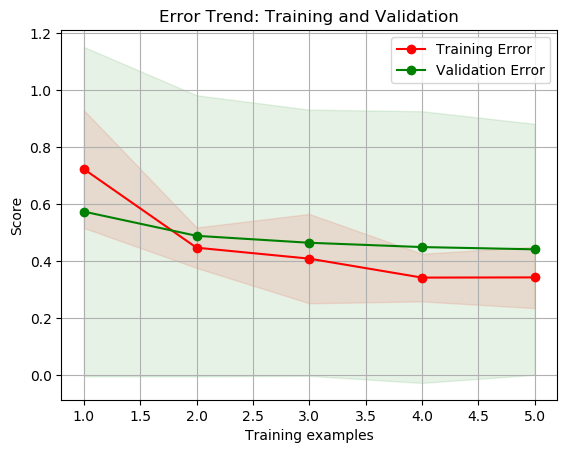 Error Trend: Training and Validation
1.2
1.0
0.8
0.6
0.4
0.2
0.0
Score
Training Error
Validation Error
1.0 1.5 2.0 2.5 3.0 3.5 4.0 4.5 5.0
Training examples